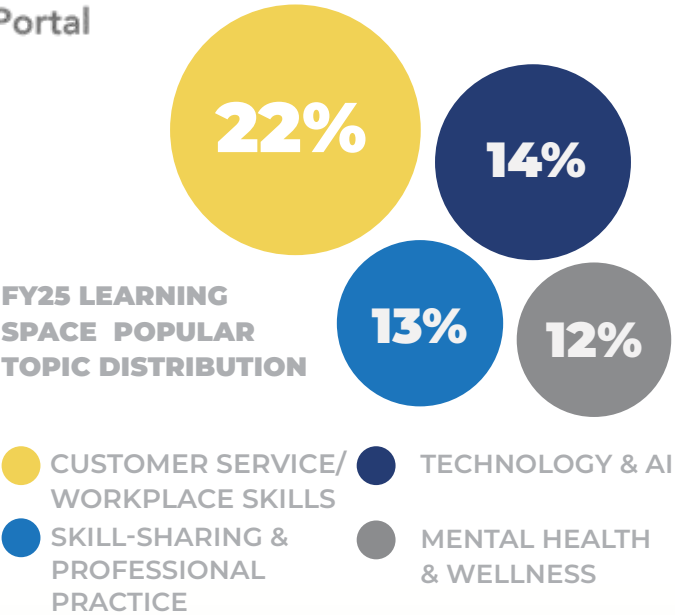 Portal
22%
14%
13%
12%
FY25 LEARNING
SPACE POPULAR
TOPIC DISTRIBUTION
CUSTOMER SERVICE/
WORKPLACE SKILLS
TECHNOLOGY & AI
SKILL-SHARING &
PROFESSIONAL
PRACTICE
MENTAL HEALTH
& WELLNESS